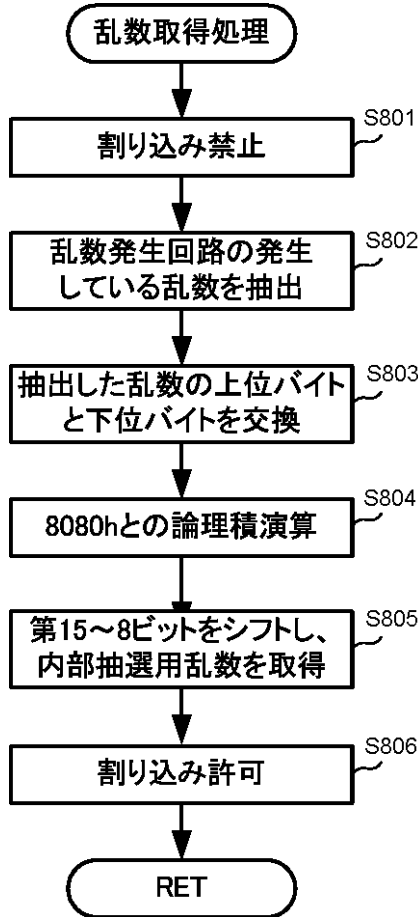 乱数取得処理
S801
割り込み禁止
S802
乱数発生回路の発生
している乱数を抽出
S803
抽出した乱数の上位バイト
と下位バイトを交換
S804
8080hとの論理積演算
S805
第15～8ビットをシフトし、
内部抽選用乱数を取得
S806
割り込み許可
RET